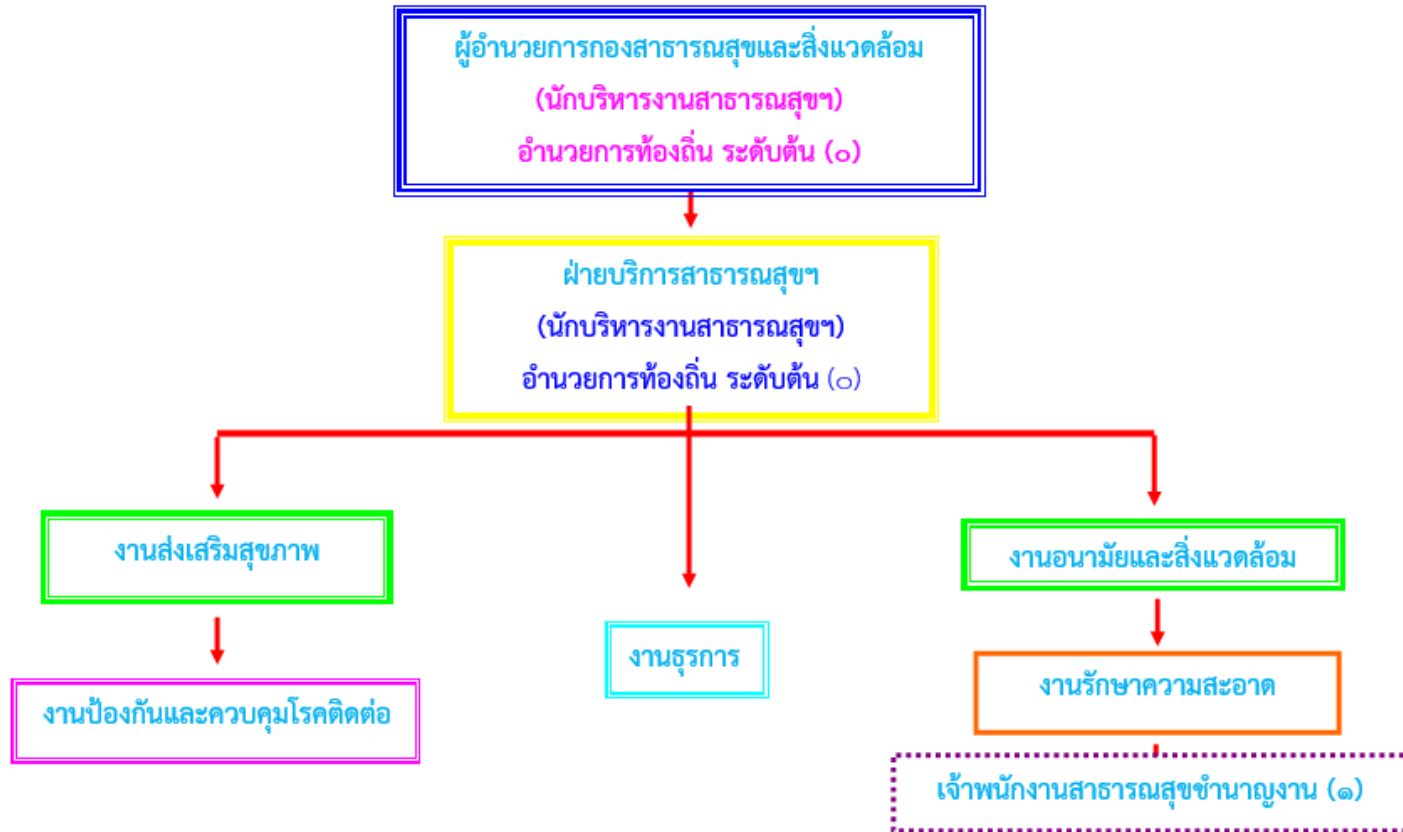 ผู้อำนวยการกองสาธารณสุขและสิ่งแวดล้อม
(นักบริหารงานสาธารณสุขฯ)
อำนวยการท้องถิ่น ระดับต้น (๐)
ฝ่ายบริการสาธารณสุขฯ
(นักบริหารงานสาธารณสุขฯ)
อำนวยการท้องถิ่น ระดับต้น (๐)
งานส่งเสริมสุขภาพ
งานอนามัยและสิ่งแวดล้อม
งานธุรการ
งานป้องกันและควบคุมโรคติดต่อ
งานรักษาความสะอาด
เจ้าพนักงานสาธารณสุขชำนาญงาน (๑)